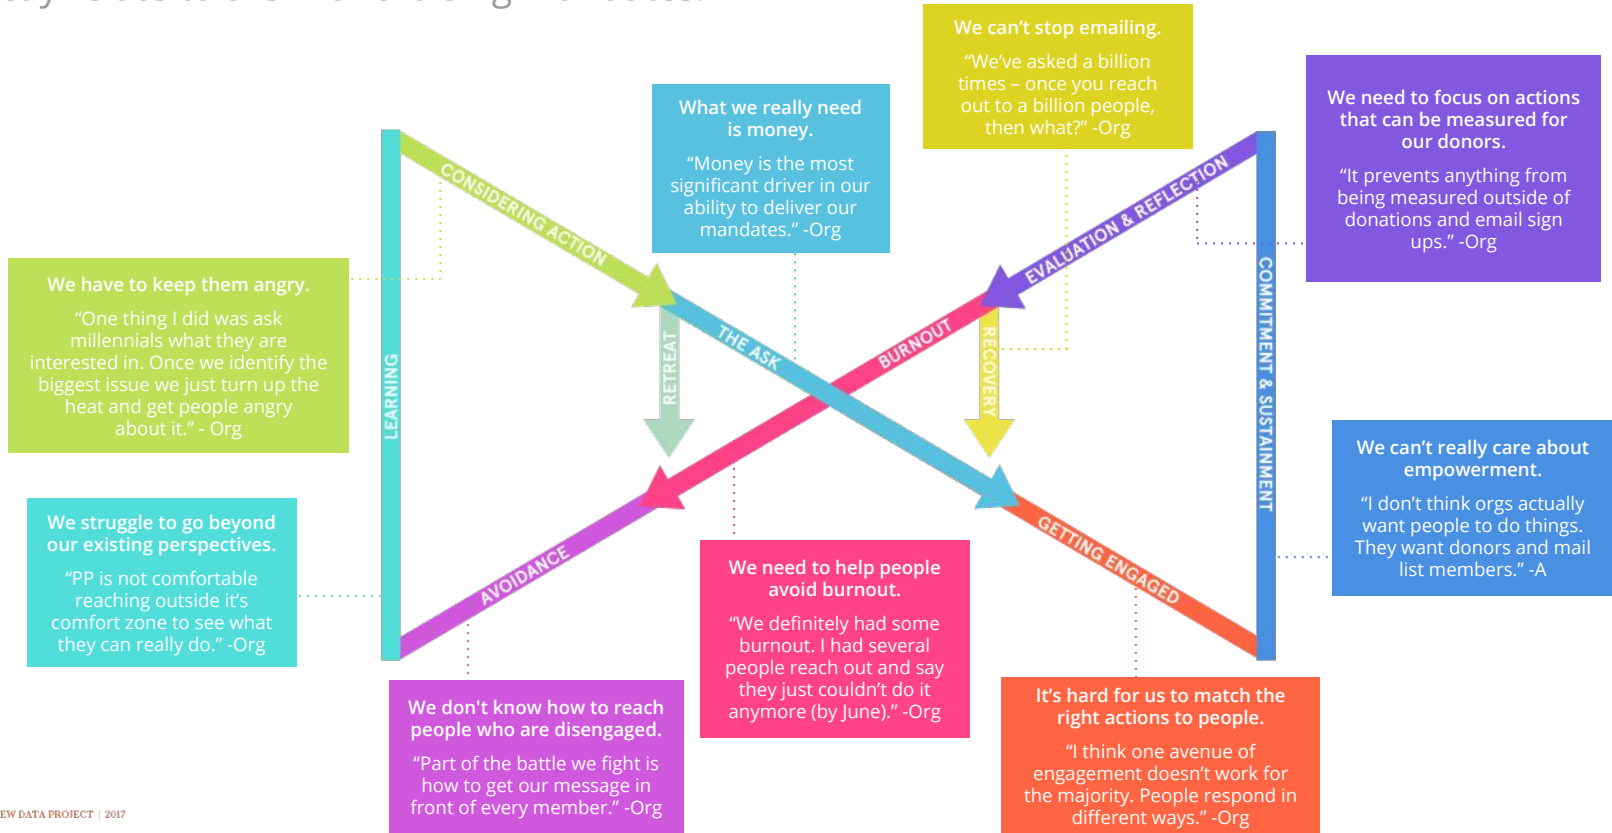 We can’t stop emailing.
“We’ve asked a billion
times – once you reach
out to a billion people,
then what?” -Org
What we really need
is money.
“Money is the most
significant driver in our
ability to deliver our
mandates.” -Org
We need to focus on actions
that can be measured for
our donors.
“It prevents anything from
being measured outside of
donations and email sign
ups.” -Org
CONSIDERING ACTION
EVALUATION & REFLECTION
We have to keep them angry.
“One thing I did was ask
millennials what they are
interested in. Once we identify the
biggest issue we just turn up the
heat and get people angry
about it.” - Org
LEARNING
RETREAT
THE ASK
BURNOUT
RECOVERY
COMMITMENT & SUSTAINMENT
We can’t really care about
empowerment.
“I don’t think orgs actually
want people to do things.
They want donors and mail
list members.” -A
We struggle to go beyond
our existing perspectives.
“PP is not comfortable
reaching outside it’s
comfort zone to see what
they can really do.” -Org
AVOIDANCE
GETTING ENGAGED
We need to help people
avoid burnout.
“We definitely had some
burnout. I had several
people reach out and say
they just couldn’t do it
anymore (by June).” -Org
We don't know how to reach
people who are disengaged.
“Part of the battle we fight is
how to get our message in
front of every member.” -Org
It’s hard for us to match the
right actions to people.
“I think one avenue of
engagement doesn’t work for
the majority. People respond in
different ways.” -Org
DATA PROJECT | 2017